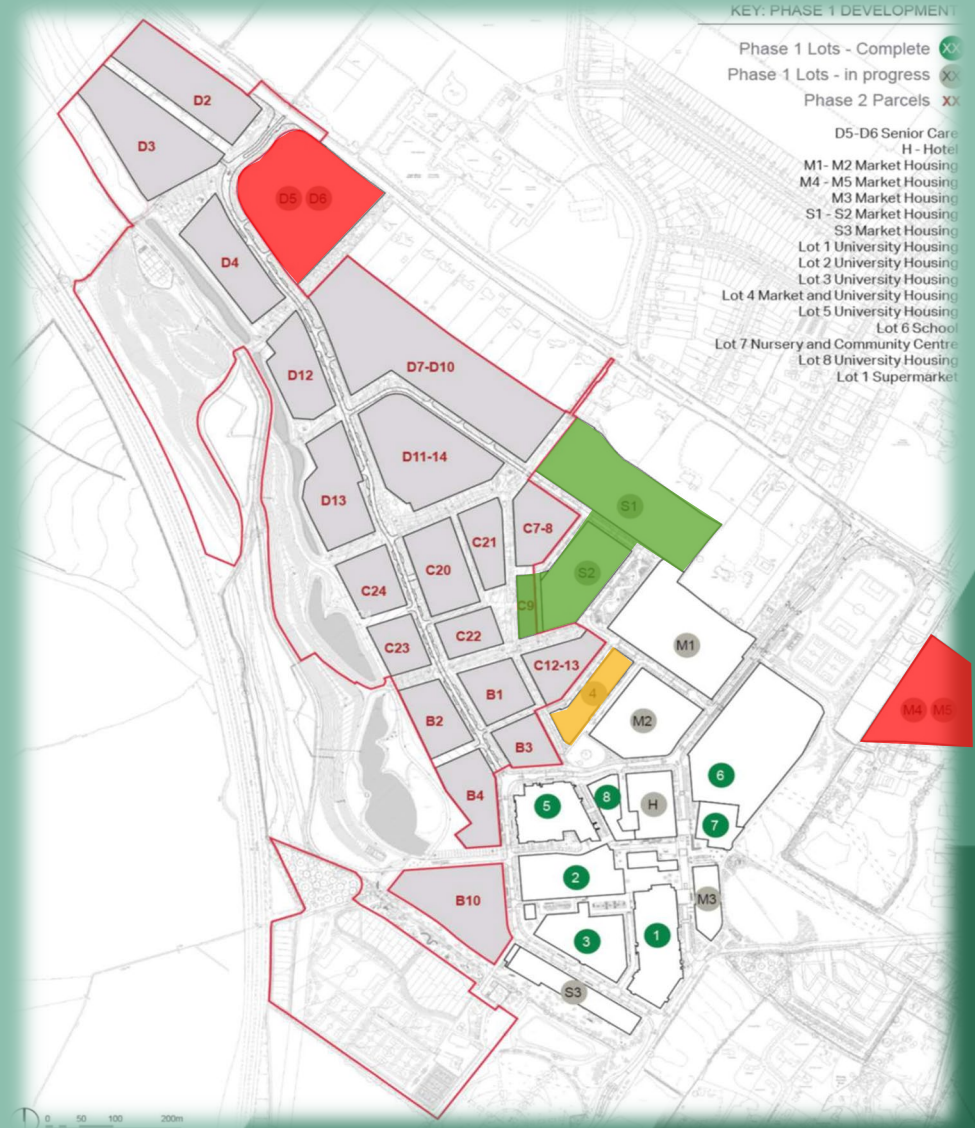 KEY: PHASE 1 DEVELOPMENT
Phase 1 Lots - Complete XX
Phase 1 Lots - in progress XX
Phase 2 Parcels XX
D5-D6 Senior Care
H - Hotel
M1- M2 Market Housing
M4 - M5 Market Housing
M3 Market Housing
S1 - S2 Market Housing
S3 Market Housing
Lot 1 University Housing
Lot 2 University Housing
Lot 3 University Housing
Lot 4 Market and University Housing
Lot 5 University Housing
Lot 6 School
Lot 7 Nursery and Community Centre
Lot 8 University Housing
Lot 1 Supermarket
D2
D3
D5 D6
D4
D12
D7-D10
D11-14
D13
S1
C7-8
C21
C20
S2
C24
C9
C22
C23
M1
C12-13
B1
4
B2
M2
M4 M5
B3
6
B4
5
8
H
7
2
B10
M3
3
1
S3
0 50 100 200m